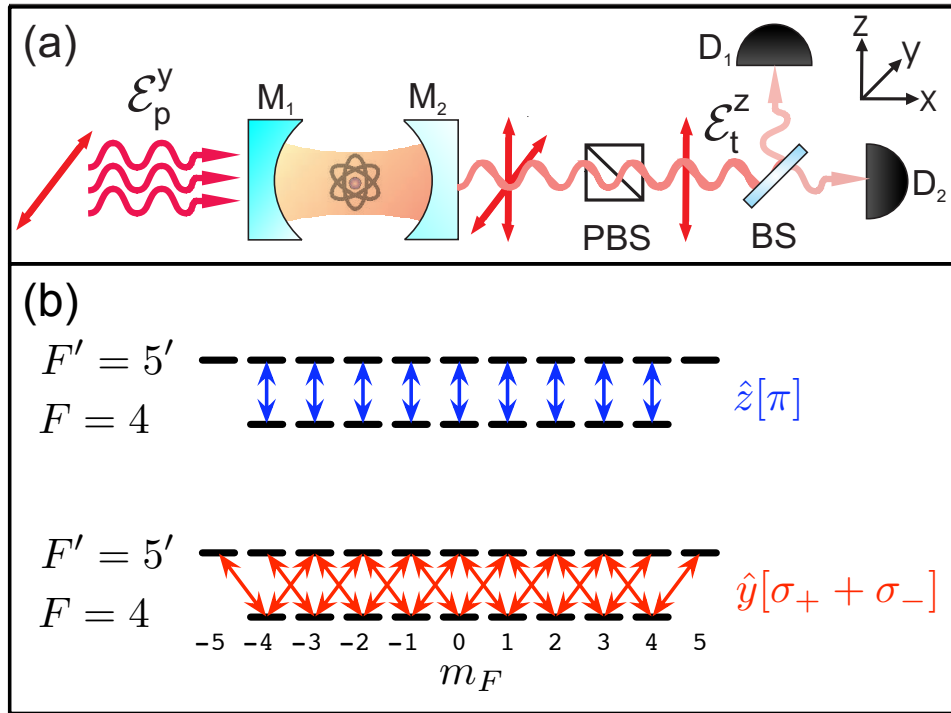 (a)
ℰ_p^y
M₁
M₂
D₁
z
y
x
ℰ_t^z
D₂
PBS
BS
(b)
F′ = 5′
F = 4
ẑ[π]
F′ = 5′
F = 4
ŷ[σ₊ + σ₋]
-5 -4 -3 -2 -1 0 1 2 3 4 5
m_F